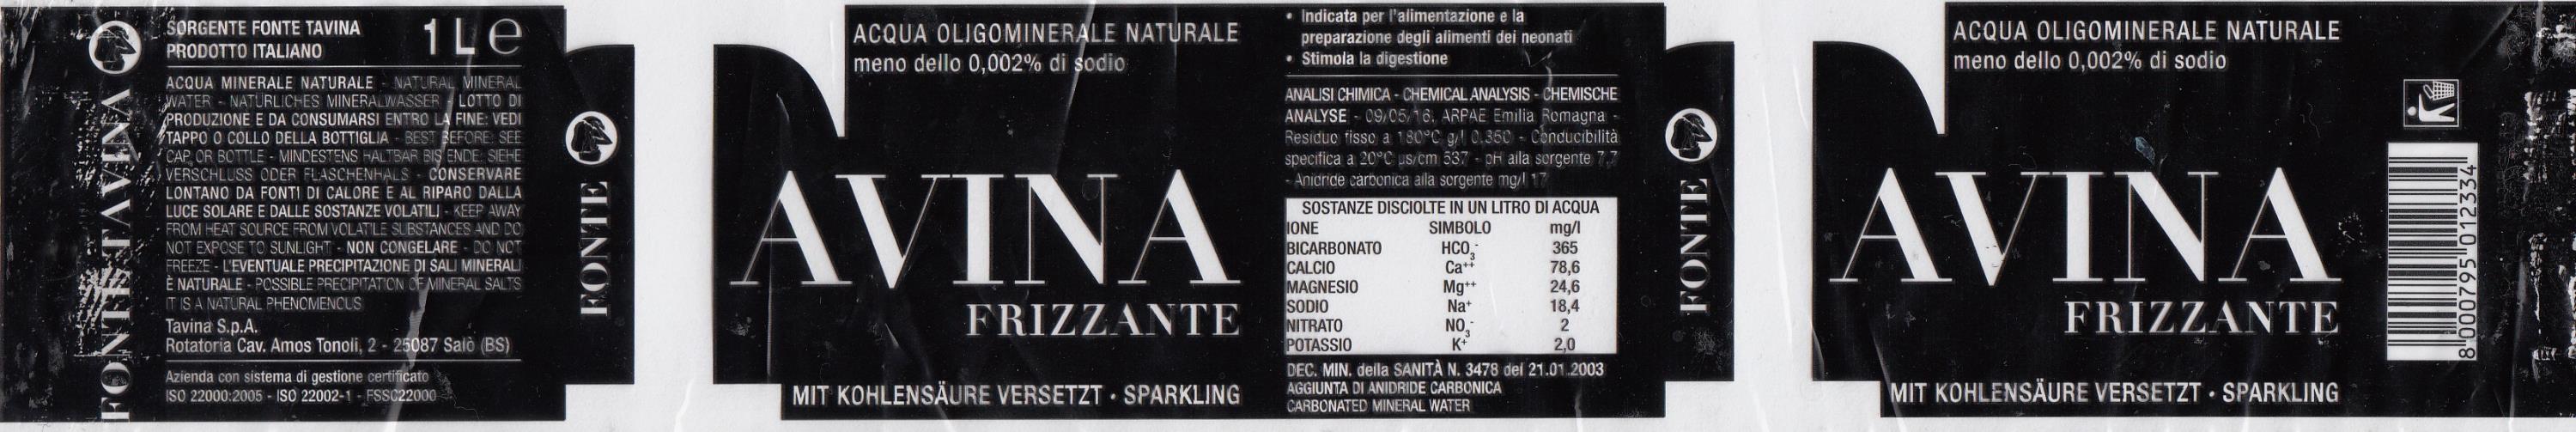 FONTE TAVINA
SORGENTE FONTE TAVINA
PRODOTTO ITALIANO
1 L e
ACQUA MINERALE NATURALE - NATURAL MINERAL
WATER - NATÜRLICHES MINERALWASSER - LOTTO DI
PRODUZIONE E DA CONSUMARSI ENTRO LA FINE: VEDI
TAPPO O COLLO DELLA BOTTIGLIA - BEST BEFORE: SEE
CAP OR BOTTLE - MINDESTENS HALTBAR BIS ENDE: SIEHE
VERSCHLUSS ODER FLASCHENHALS - CONSERVARE
LONTANO DA FONTI DI CALORE E AL RIPARO DALLA
LUCE SOLARE E DALLE SOSTANZE VOLATILI - KEEP AWAY
FROM HEAT SOURCE FROM VOLATILE SUBSTANCES AND DO
NOT EXPOSE TO SUNLIGHT - NON CONGELARE - DO NOT
FREEZE - L'EVENTUALE PRECIPITAZIONE DI SALI MINERALI
È NATURALE - POSSIBLE PRECIPITATION OF MINERAL SALTS
IT IS A NATURAL PHENOMENOUS
Tavina S.p.A.
Rotatoria Cav. Amos Tonoli, 2 - 25087 Salò (BS)
Azienda con sistema di gestione certificato
ISO 22000:2005 - ISO 22002-1 - FSSC22000
FONTE
ACQUA OLIGOMINERALE NATURALE
meno dello 0,002% di sodio
AVINA
FRIZZANTE
MIT KOHLENSÄURE VERSETZT • SPARKLING
• Indicata per l'alimentazione e la
preparazione degli alimenti dei neonati
• Stimola la digestione
ANALISI CHIMICA - CHEMICAL ANALYSIS - CHEMISCHE
ANALYSE - 09/05/16. ARPAE Emilia Romagna -
Residuo fisso a 180°C g/l 0.350 - Conducibilità
specifica a 20°C µs/cm 537 - pH alla sorgente 7,7
- Anidride carbonica alla sorgente mg/l 17
SOSTANZE DISCIOLTE IN UN LITRO DI ACQUA
IONE SIMBOLO mg/l
BICARBONATO HCO₃⁻ 365
CALCIO Ca⁺⁺ 78,6
MAGNESIO Mg⁺⁺ 24,6
SODIO Na⁺ 18,4
NITRATO NO₃⁻ 2
POTASSIO K⁺ 2,0
DEC. MIN. della SANITÀ N. 3478 del 21.01.2003
AGGIUNTA DI ANIDRIDE CARBONICA
CARBONATED MINERAL WATER
FONTE
ACQUA OLIGOMINERALE NATURALE
meno dello 0,002% di sodio
AVINA
FRIZZANTE
MIT KOHLENSÄURE VERSETZT • SPARKLING
8 000795 012334